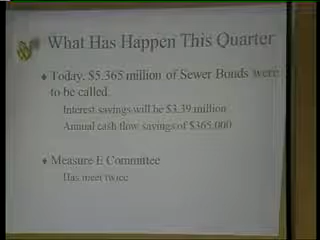 What Has Happen This Quarter
Today, $5.365 million of Sewer Bonds were
to be called.
Interest savings will be $3.39 million
Annual cash flow savings of $365,000
Measure E Committee
Has meet twice